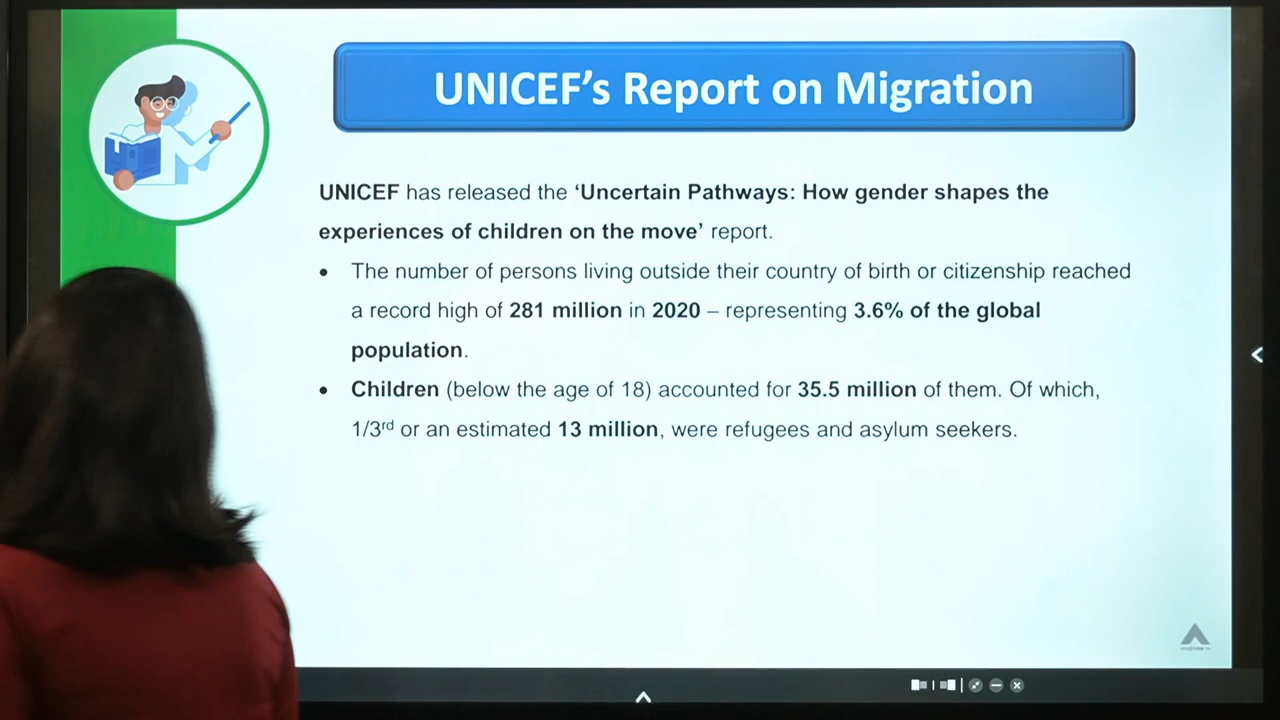 UNICEF's Report on Migration
UNICEF has released the ‘Uncertain Pathways: How gender shapes the
experiences of children on the move’ report.
• The number of persons living outside their country of birth or citizenship reached
a record high of 281 million in 2020 – representing 3.6% of the global
population.
• Children (below the age of 18) accounted for 35.5 million of them. Of which,
1/3rd or an estimated 13 million, were refugees and asylum seekers.